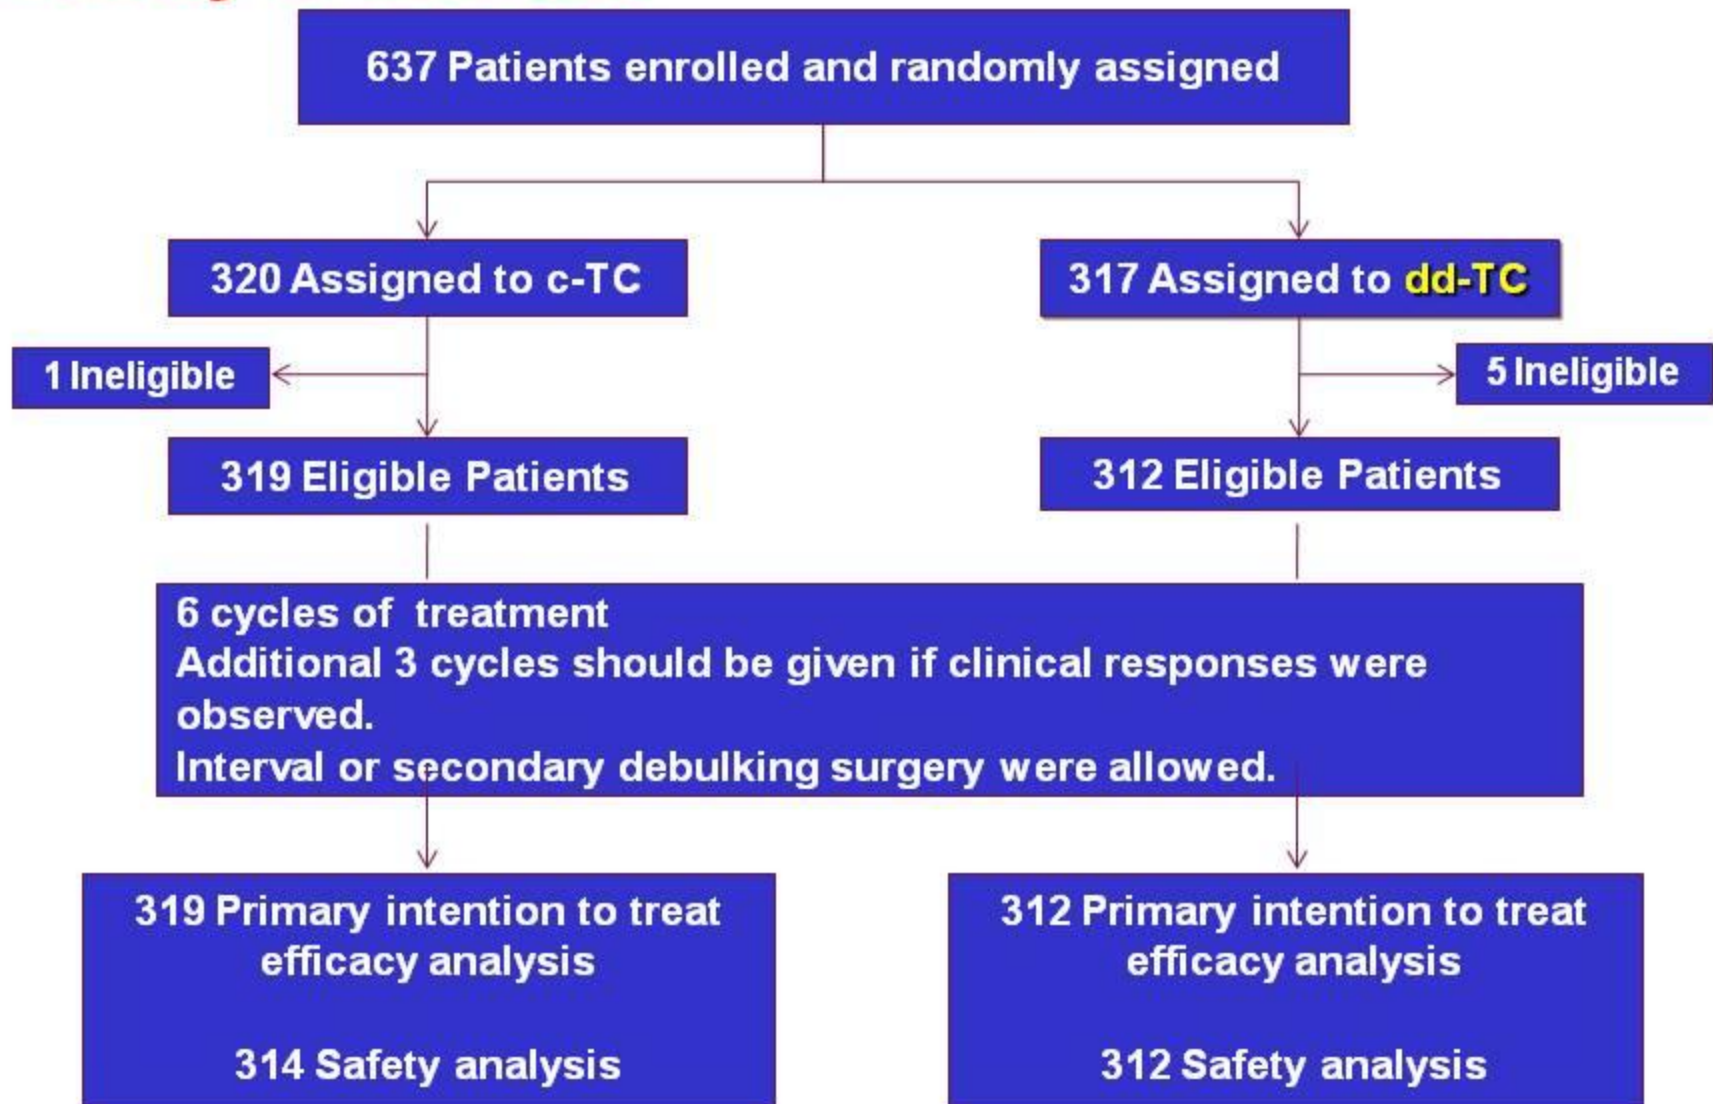 637 Patients enrolled and randomly assigned
320 Assigned to c-TC
317 Assigned to dd-TC
1 Ineligible
5 Ineligible
319 Eligible Patients
312 Eligible Patients
6 cycles of treatment
Additional 3 cycles should be given if clinical responses were
observed.
Interval or secondary debulking surgery were allowed.
319 Primary intention to treat
efficacy analysis
314 Safety analysis
312 Primary intention to treat
efficacy analysis
312 Safety analysis